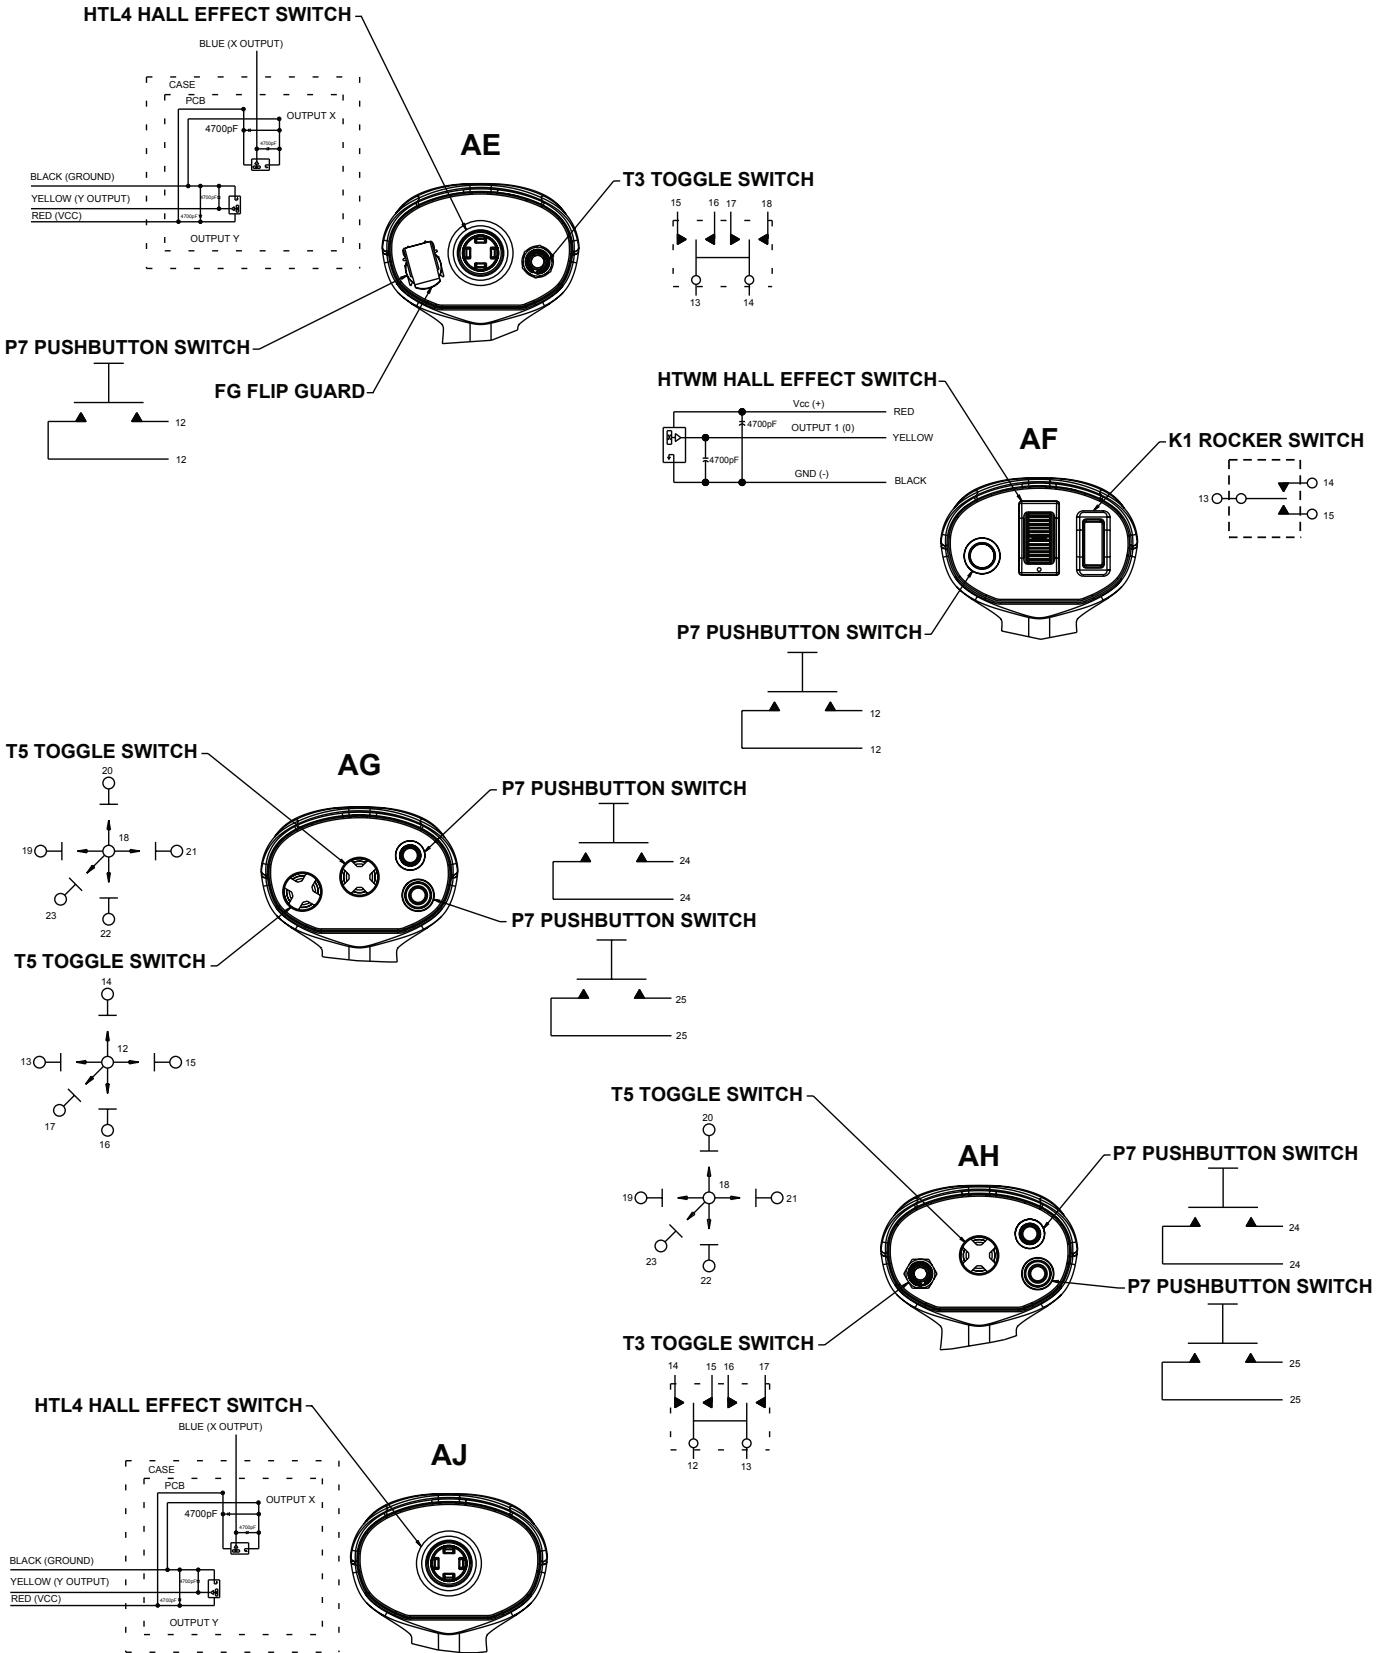 HTL4 HALL EFFECT SWITCH
BLUE (X OUTPUT)
CASE
PCB
OUTPUT X
4700pF
4700pF
BLACK (GROUND)
YELLOW (Y OUTPUT)
4700pF
RED (VCC)
4700pF
OUTPUT Y
AE
T3 TOGGLE SWITCH
15 16 17 18
13 14
P7 PUSHBUTTON SWITCH
12
12
FG FLIP GUARD
HTWM HALL EFFECT SWITCH
Vcc (+)
RED
4700pF
OUTPUT 1 (0)
YELLOW
4700pF
GND (-)
BLACK
AF
K1 ROCKER SWITCH
13
14
15
P7 PUSHBUTTON SWITCH
12
12
T5 TOGGLE SWITCH
20
18
19
21
23
22
AG
P7 PUSHBUTTON SWITCH
24
24
P7 PUSHBUTTON SWITCH
25
25
T5 TOGGLE SWITCH
14
12
13
15
17
16
T5 TOGGLE SWITCH
20
18
19
21
23
22
AH
P7 PUSHBUTTON SWITCH
24
24
P7 PUSHBUTTON SWITCH
25
25
T3 TOGGLE SWITCH
14 15 16 17
12 13
HTL4 HALL EFFECT SWITCH
BLUE (X OUTPUT)
CASE
PCB
OUTPUT X
4700pF
4700pF
BLACK (GROUND)
YELLOW (Y OUTPUT)
4700pF
RED (VCC)
4700pF
OUTPUT Y
AJ